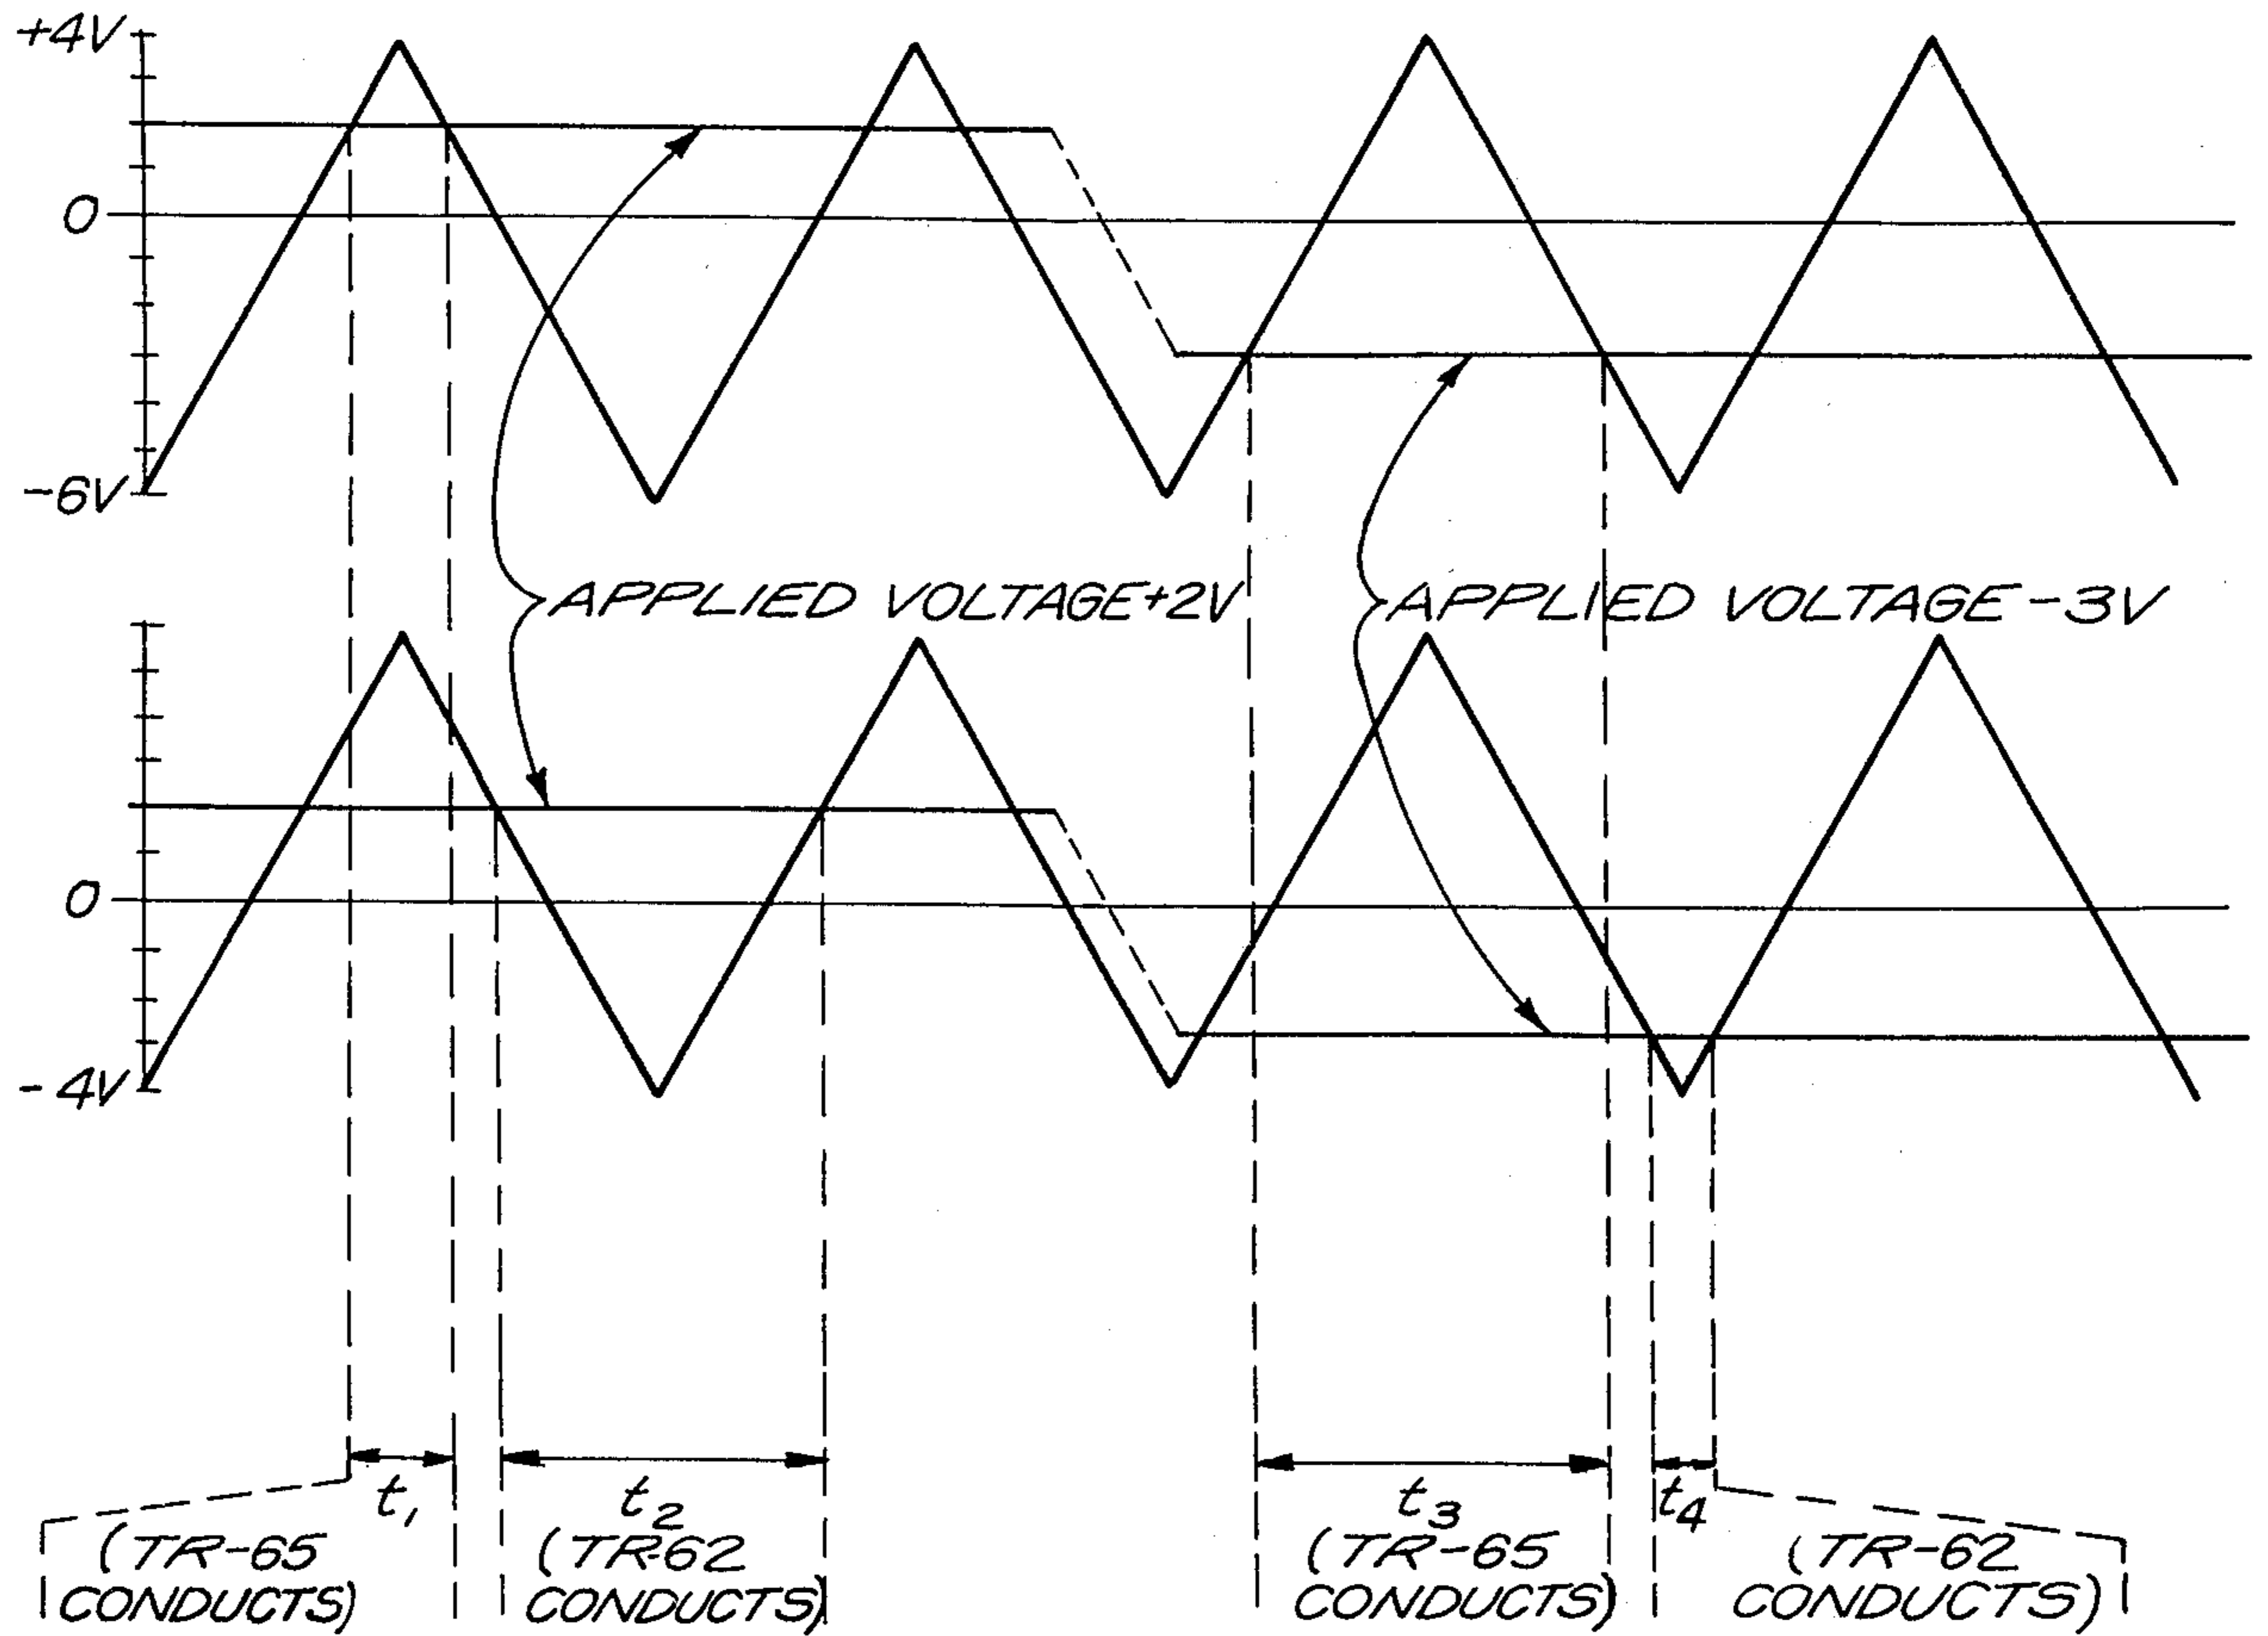 +4V
0
-6V
APPLIED VOLTAGE+2V
APPLIED VOLTAGE-3V
0
-4V
t1
(TR-65
CONDUCTS)
t2
(TR-62
CONDUCTS)
t3
(TR-65
CONDUCTS)
t4
(TR-62
CONDUCTS)